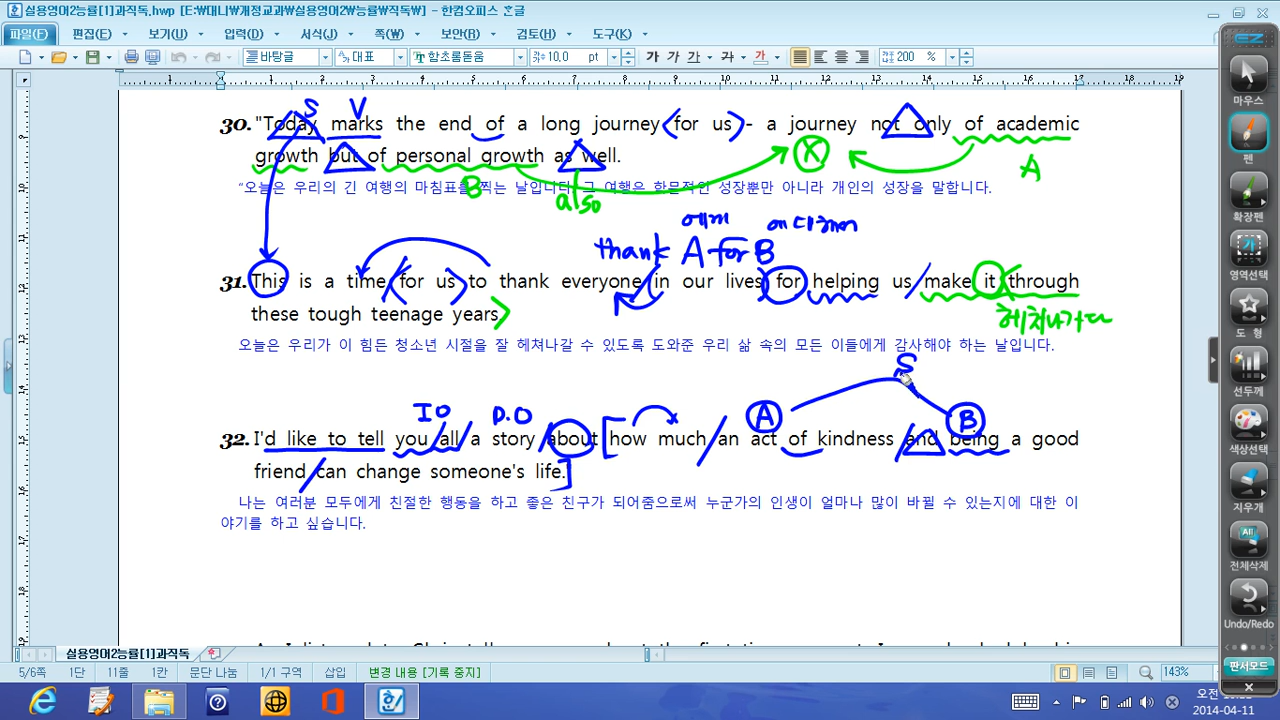 실용영어2능률[1]과직독.hwp [E:₩대니₩개정교과₩실용영어2₩능률₩직독₩] - 한컴오피스 한글
파일(F) 편집(E) 보기(U) 입력(D) 서식(J) 쪽(W) 보안(R) 검토(H) 도구(K)
바탕글 대표 함초롬돋움 10.0 pt 가 가 가 가 가 200 %
S V
30. "Today marks the end of a long journey for us - a journey not only of academic
growth but of personal growth as well.
X A
B also
"오늘은 우리의 긴 여행의 마침표를 찍는 날입니다. 그 여행은 학문적인 성장뿐만 아니라 개인의 성장을 말합니다.
에게 에 대해서
thank A for B
31. This is a time for us to thank everyone in our lives for helping us make it through
these tough teenage years.
헤쳐나가다
오늘은 우리가 이 힘든 청소년 시절을 잘 헤쳐나갈 수 있도록 도와준 우리 삶 속의 모든 이들에게 감사해야 하는 날입니다.
S
IO D.O A B
32. I'd like to tell you all a story about how much an act of kindness and being a good
friend can change someone's life.
나는 여러분 모두에게 친절한 행동을 하고 좋은 친구가 되어줌으로써 누군가의 인생이 얼마나 많이 바뀔 수 있는지에 대한 이
야기를 하고 싶습니다.
실용영어2능률[1]과직독
5/6쪽 1단 11줄 1칸 문단 나눔 1/1 구역 삽입 변경 내용 [기록 중지] 143%
2014-04-11
EZ
마우스
펜
확장펜
영역선택
도 형
선두께
색상선택
지우개
전체삭제
Undo/Redo
판서모드